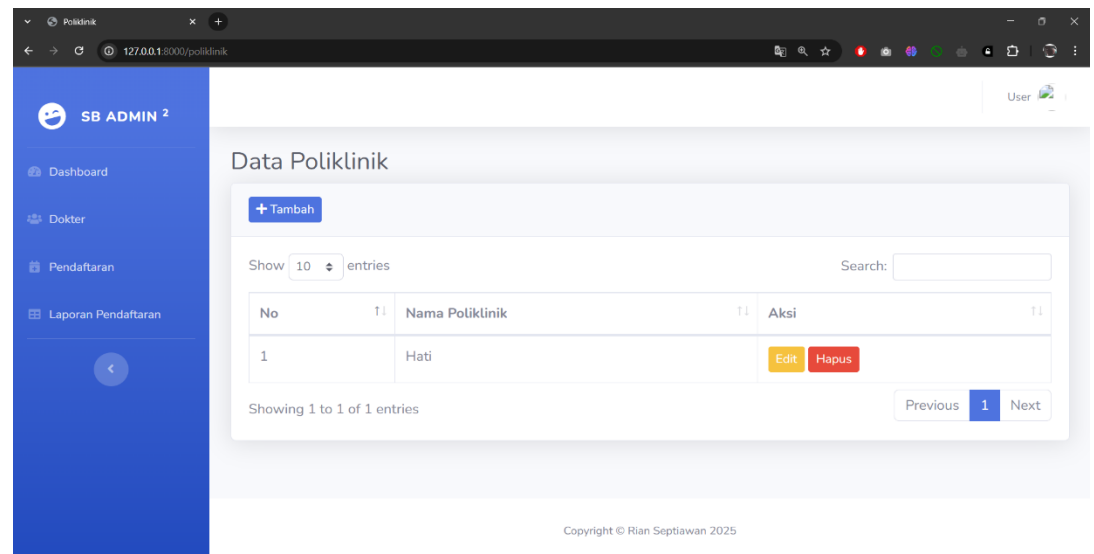 Poliklinik
127.0.0.1:8000/poliklinik
SB ADMIN 2
User
Dashboard
Dokter
Pendaftaran
Laporan Pendaftaran
Data Poliklinik
Tambah
Show 10 entries
Search:
No Nama Poliklinik Aksi
1 Hati Edit Hapus
Showing 1 to 1 of 1 entries
Previous 1 Next
Copyright © Rian Septiawan 2025